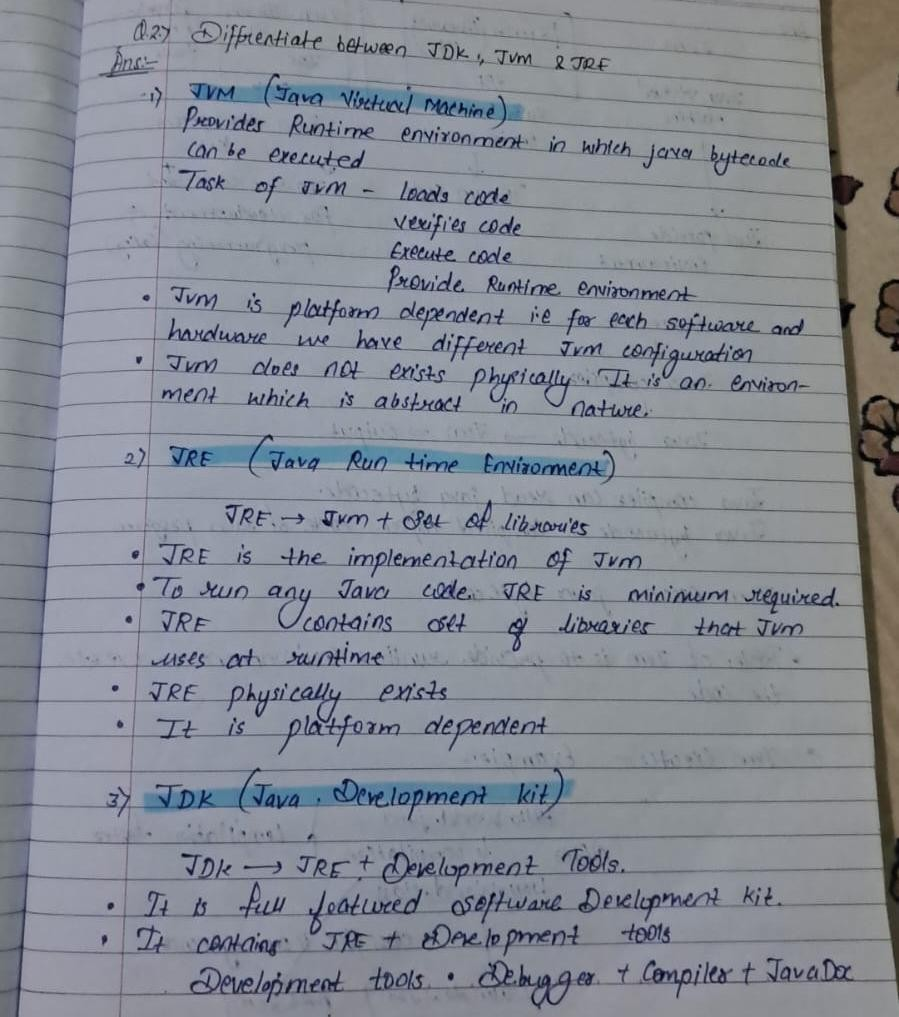 Q.2.> Diffrentiate between JDK, Jvm & JRE
Ans:-
1) JVM (Java Virtual Machine)
Provides Runtime environment in which java bytecode
can be executed
Task of JVM - loads code
verifies code
Execute code
Provide Runtime environment
• Jvm is platform dependent i.e for each software and
hardware we have different Jvm configuration
• Jvm does not exists physically. It is an environ-
ment which is abstract in nature.
2) JRE (Java Run time Environment)
JRE → Jvm + Set of libraries
• JRE is the implementation of Jvm
• To run any Java code JRE is minimum required.
• JRE contains set of libraries that Jvm
uses at runtime
• JRE physically exists
• It is platform dependent
3) JDK (Java Development kit)
JDK → JRE + Development Tools.
• It is full featured software Development kit.
• It contains JRE + Development tools
Development tools • Debugger + Compiler + JavaDoc